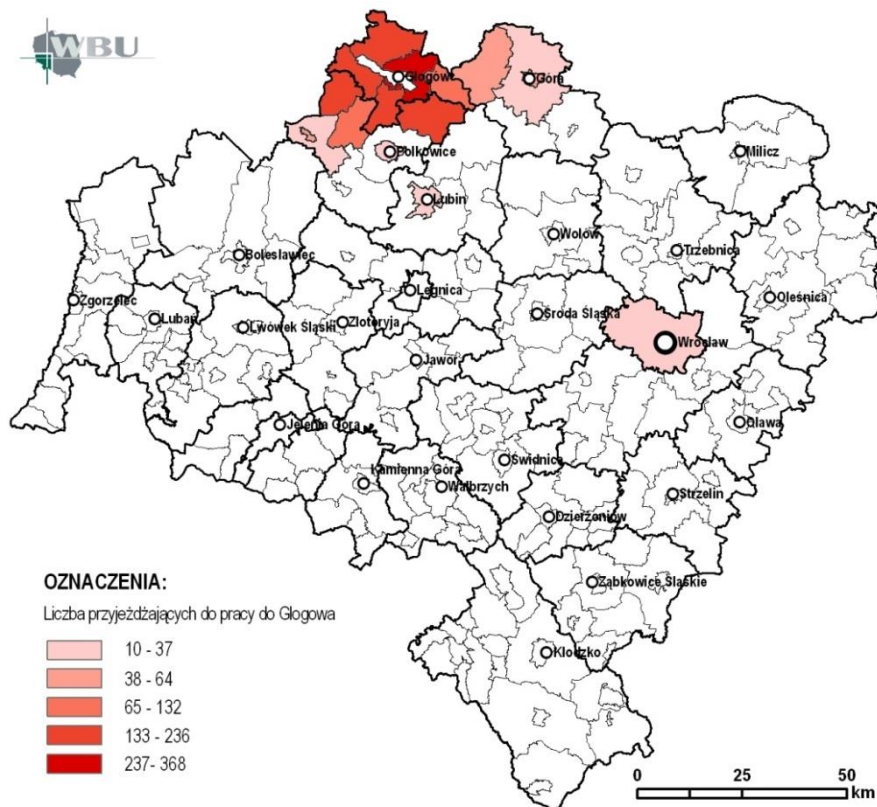 WBU
Głogów
Góra
Polkowice
Milicz
Lubin
Wołów
Trzebnica
Bolesławiec
Legnica
Oleśnica
Zgorzelec
Środa Śląska
Lubań
Lwówek Śląski
Złotoryja
Wrocław
Jawor
Jelenia Góra
Oława
Świdnica
Kamienna Góra
Wałbrzych
Strzelin
Dzierżoniów
Ząbkowice Śląskie
Kłodzko
OZNACZENIA:
Liczba przyjeżdżających do pracy do Głogowa
10 - 37
38 - 64
65 - 132
133 - 236
237- 368
0 25 50
km